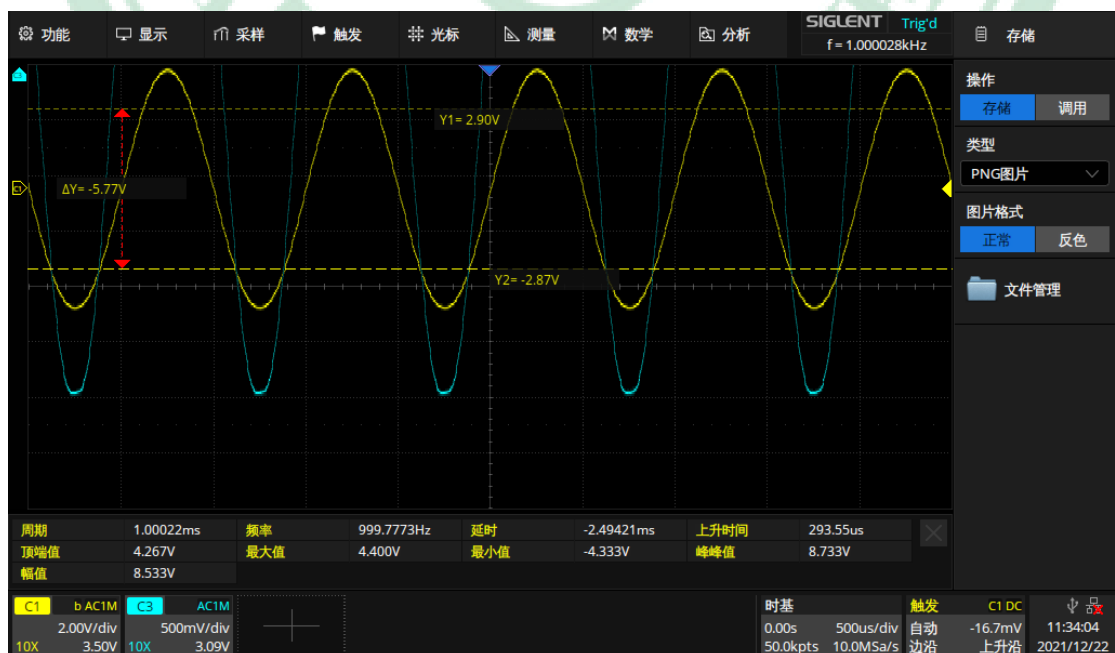 功能 显示 采样 触发 光标 测量 数学 分析 SIGLENT Trig'd
f = 1.000028kHz
存储
操作
存储 调用
类型
PNG图片
图片格式
正常 反色
文件管理
C3
Y1= 2.90V
C1
ΔY= -5.77V
Y2= -2.87V
周期 1.00022ms 频率 999.7773Hz 延时 -2.49421ms 上升时间 293.55us
顶端值 4.267V 最大值 4.400V 最小值 -4.333V 峰峰值 8.733V
幅值 8.533V
C1 b AC1M C3 AC1M 时基 触发 C1 DC
2.00V/div 500mV/div 0.00s 500us/div 自动 -16.7mV 11:34:04
10X 3.50V 10X 3.09V 50.0kpts 10.0MSa/s 边沿 上升沿 2021/12/22